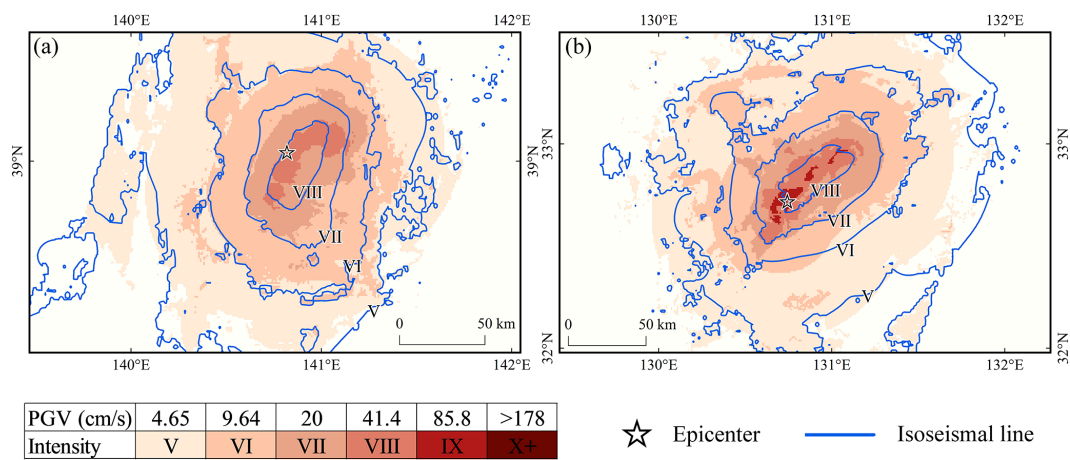 140°E 141°E 142°E 130°E 131°E 132°E
(a) (b)
39°N 39°N 33°N 33°N
VIII VIII
VII VII
VI VI
V V
0 50 km 0 50 km
32°N 32°N
140°E 141°E 142°E 130°E 131°E 132°E
PGV (cm/s) 4.65 9.64 20 41.4 85.8 >178
Intensity V VI VII VIII IX X+
Epicenter Isoseismal line